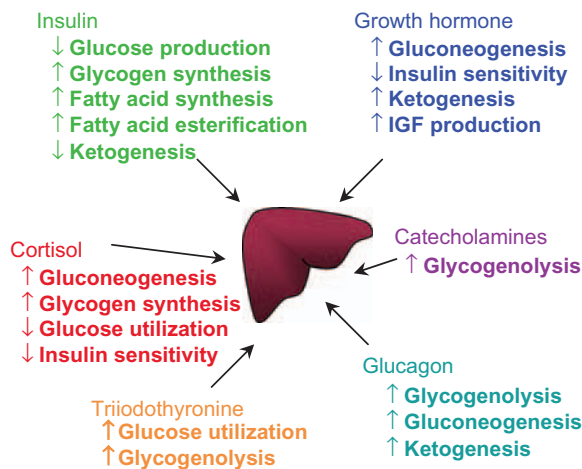 Insulin
↓ Glucose production
↑ Glycogen synthesis
↑ Fatty acid synthesis
↑ Fatty acid esterification
↓ Ketogenesis
Growth hormone
↑ Gluconeogenesis
↓ Insulin sensitivity
↑ Ketogenesis
↑ IGF production
Cortisol
↑ Gluconeogenesis
↑ Glycogen synthesis
↓ Glucose utilization
↓ Insulin sensitivity
Catecholamines
↑ Glycogenolysis
Triiodothyronine
↑ Glucose utilization
↑ Glycogenolysis
Glucagon
↑ Glycogenolysis
↑ Gluconeogenesis
↑ Ketogenesis